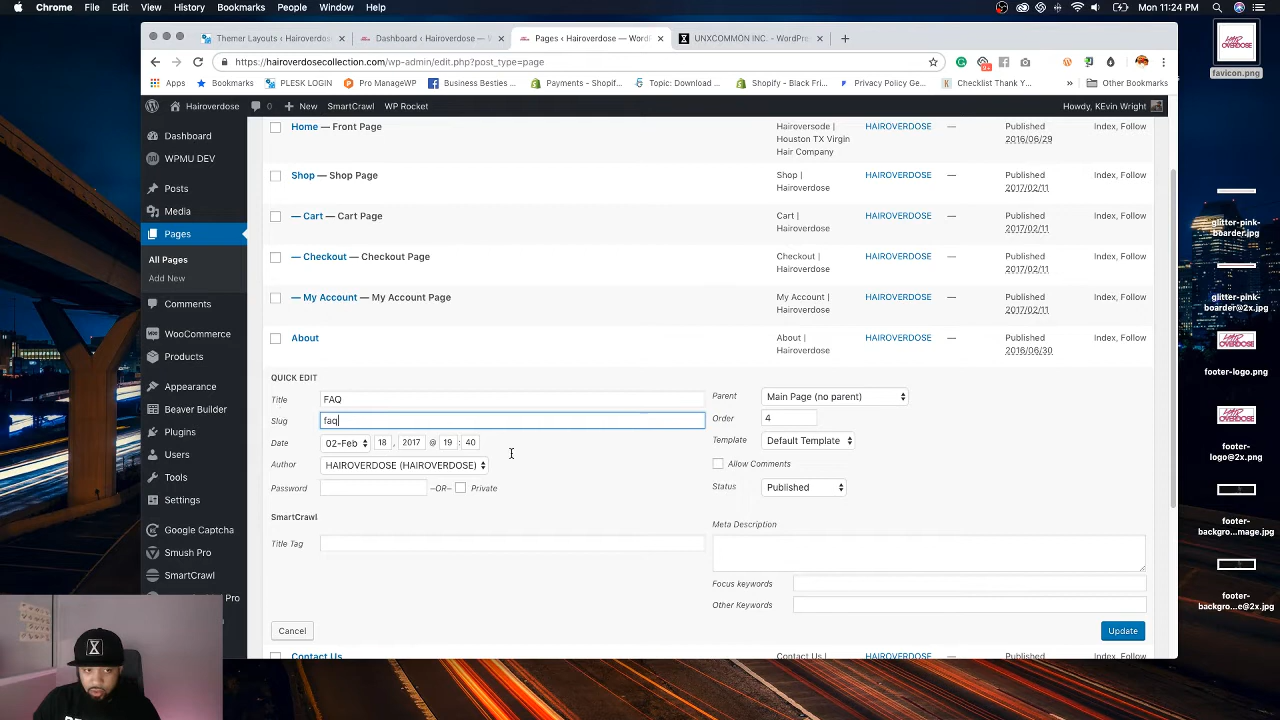 Chrome File Edit View History Bookmarks People Window Help
Mon 11:24 PM
Themer Layouts ‹ Hairoverdos
Dashboard ‹ Hairoverdose — W
Pages ‹ Hairoverdose — WordP
UNXCOMMON INC. - WordPre
https://hairoverdosecollection.com/wp-admin/edit.php?post_type=page
Apps
PLESK LOGIN
Pro ManageWP
Business Besties ...
Payments - Shopif...
Topic: Download ...
Shopify - Black Fri...
Privacy Policy Ge...
Checklist Thank Y...
Other Bookmarks
Hairoverdose 0 New SmartCrawl WP Rocket
Howdy, KEvin Wright
Dashboard
WPMU DEV
Posts
Media
Pages
All Pages
Add New
Comments
WooCommerce
Products
Appearance
Beaver Builder
Plugins
Users
Tools
Settings
Google Captcha
Smush Pro
SmartCrawl
Home — Front Page
Hairoversode |
Houston TX Virgin
Hair Company
HAIROVERDOSE
—
Published
2016/06/29
Index, Follow
Shop — Shop Page
Shop |
Hairoverdose
HAIROVERDOSE
—
Published
2017/02/11
Index, Follow
— Cart — Cart Page
Cart |
Hairoverdose
HAIROVERDOSE
—
Published
2017/02/11
Index, Follow
— Checkout — Checkout Page
Checkout |
Hairoverdose
HAIROVERDOSE
—
Published
2017/02/11
Index, Follow
— My Account — My Account Page
My Account |
Hairoverdose
HAIROVERDOSE
—
Published
2017/02/11
Index, Follow
About
About |
Hairoverdose
HAIROVERDOSE
—
Published
2016/06/30
Index, Follow
QUICK EDIT
Title FAQ
Slug faq
Date 02-Feb 18 , 2017 @ 19 : 40
Author HAIROVERDOSE (HAIROVERDOSE)
Password –OR– Private
SmartCrawl
Title Tag
Parent Main Page (no parent)
Order 4
Template Default Template
Allow Comments
Status Published
Meta Description
Focus keywords
Other Keywords
Cancel
Update
Contact Us
Contact Us |
HAIROVERDOSE
—
Published
Index, Follow
favicon.png
glitter-pink-
boarder.jpg
glitter-pink-
boarder@2x.png
footer-logo.png
footer-
logo@2x.png
footer-
backgro...mage.jpg
footer-
backgro...e@2x.png